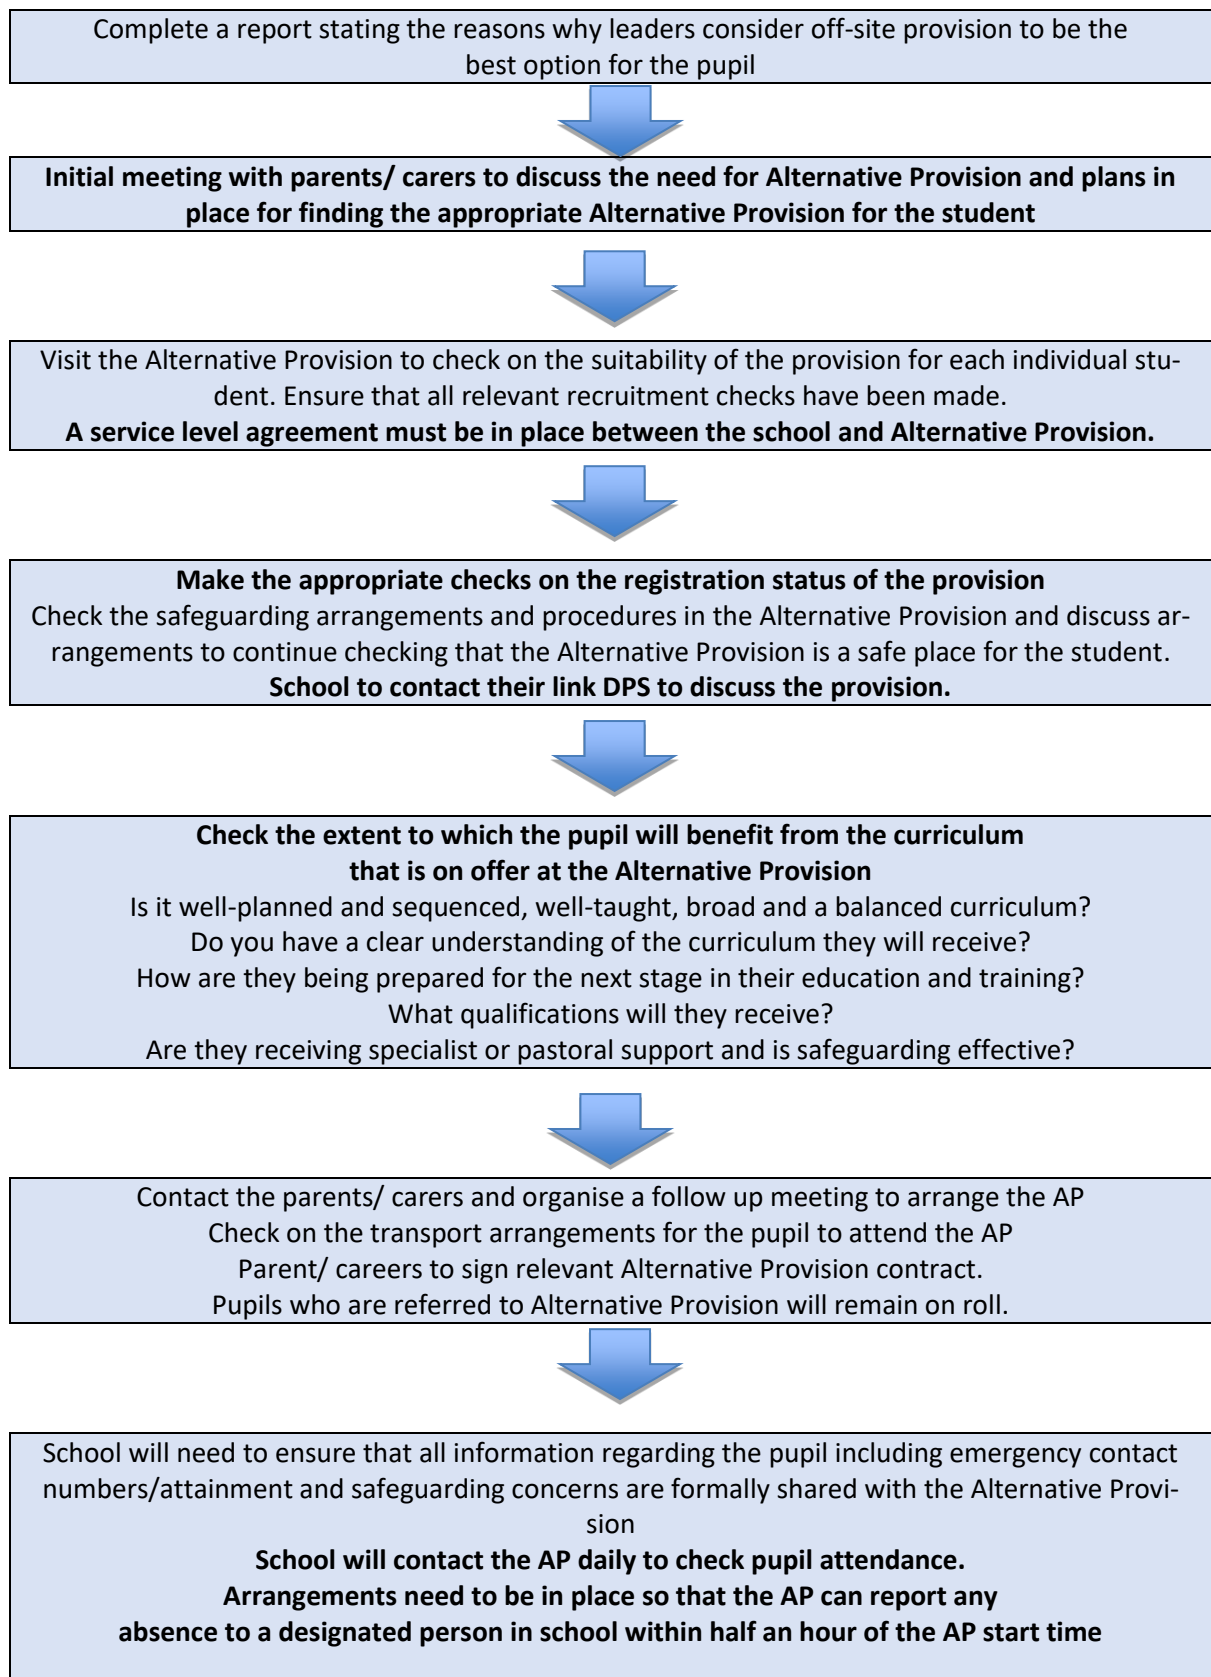 Complete a report stating the reasons why leaders consider off-site provision to be the
best option for the pupil
Initial meeting with parents/ carers to discuss the need for Alternative Provision and plans in
place for finding the appropriate Alternative Provision for the student
Visit the Alternative Provision to check on the suitability of the provision for each individual stu-
dent. Ensure that all relevant recruitment checks have been made.
A service level agreement must be in place between the school and Alternative Provision.
Make the appropriate checks on the registration status of the provision
Check the safeguarding arrangements and procedures in the Alternative Provision and discuss ar-
rangements to continue checking that the Alternative Provision is a safe place for the student.
School to contact their link DPS to discuss the provision.
Check the extent to which the pupil will benefit from the curriculum
that is on offer at the Alternative Provision
Is it well-planned and sequenced, well-taught, broad and a balanced curriculum?
Do you have a clear understanding of the curriculum they will receive?
How are they being prepared for the next stage in their education and training?
What qualifications will they receive?
Are they receiving specialist or pastoral support and is safeguarding effective?
Contact the parents/ carers and organise a follow up meeting to arrange the AP
Check on the transport arrangements for the pupil to attend the AP
Parent/ careers to sign relevant Alternative Provision contract.
Pupils who are referred to Alternative Provision will remain on roll.
School will need to ensure that all information regarding the pupil including emergency contact
numbers/attainment and safeguarding concerns are formally shared with the Alternative Provi-
sion
School will contact the AP daily to check pupil attendance.
Arrangements need to be in place so that the AP can report any
absence to a designated person in school within half an hour of the AP start time